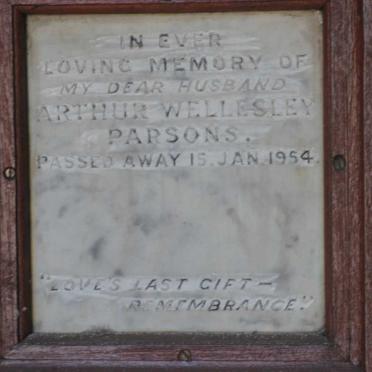 IN EVER
LOVING MEMORY OF
MY DEAR HUSBAND
ARTHUR WELLESLEY
PARSONS.
PASSED AWAY 15. JAN. 1954.
"LOVE'S LAST GIFT —
REMEMBRANCE".